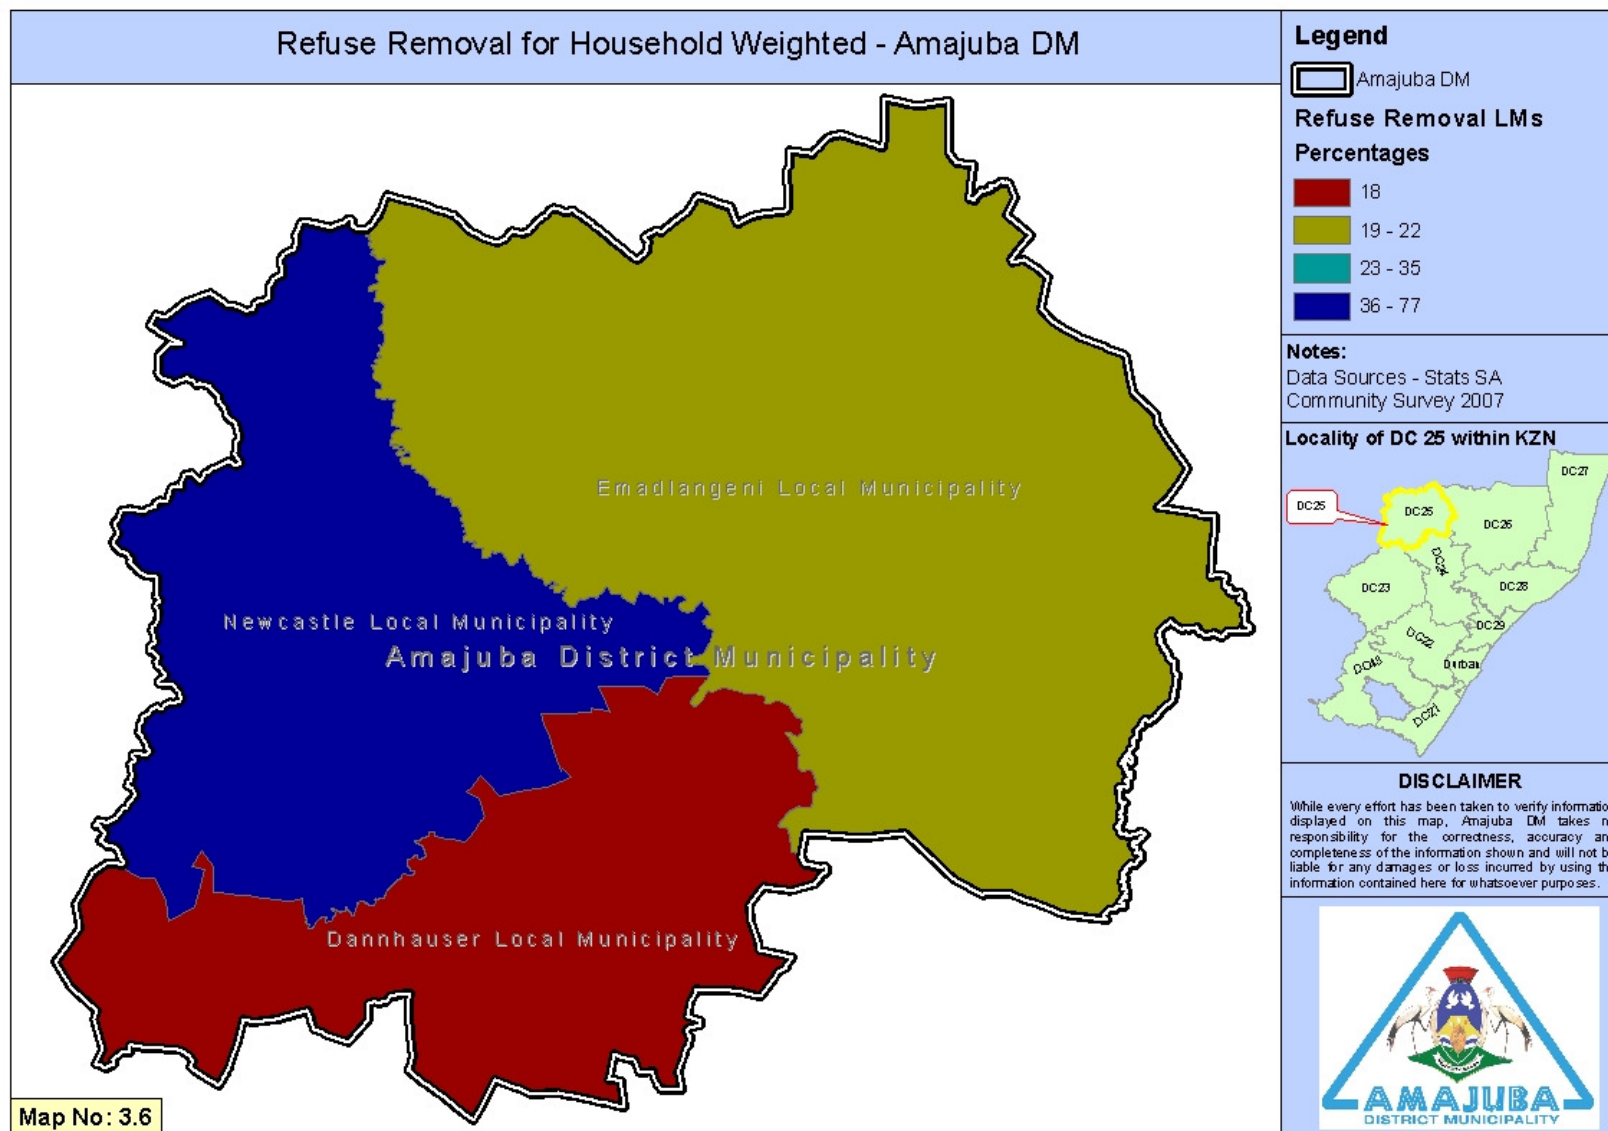 Refuse Removal for Household Weighted - Amajuba DM
Emadlangeni Local Municipality
Newcastle Local Municipality
Amajuba District Municipality
Dannhauser Local Municipality
Map No: 3.6
Legend
Amajuba DM
Refuse Removal LMs
Percentages
18
19 - 22
23 - 35
36 - 77
Notes:
Data Sources - Stats SA
Community Survey 2007
Locality of DC 25 within KZN
DC27
DC25
DC25
DC26
DC24
DC23
DC28
DC29
DC22
DC43
Durban
DC21
DISCLAIMER
While every effort has been taken to verify informatio
displayed on this map, Amajuba DM takes n
responsibility for the correctness, accuracy an
completeness of the information shown and will not b
liable for any damages or loss incurred by using th
information contained here for whatsoever purposes.
AMAJUBA
DISTRICT MUNICIPALITY